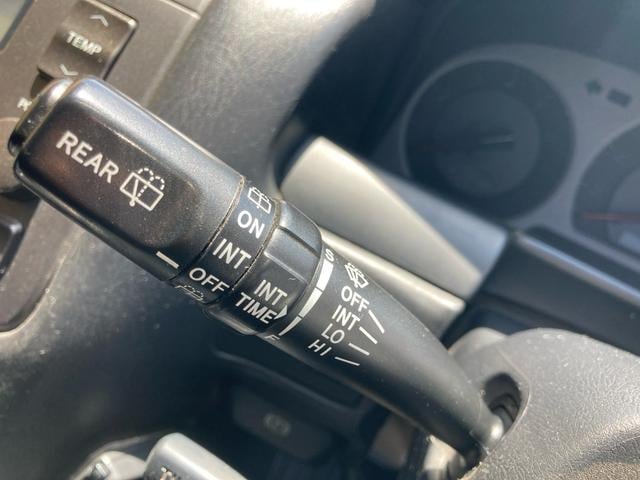 TEMP
REAR
ON
INT
OFF
INT
TIME
S
F
OFF
INT
LO
HI